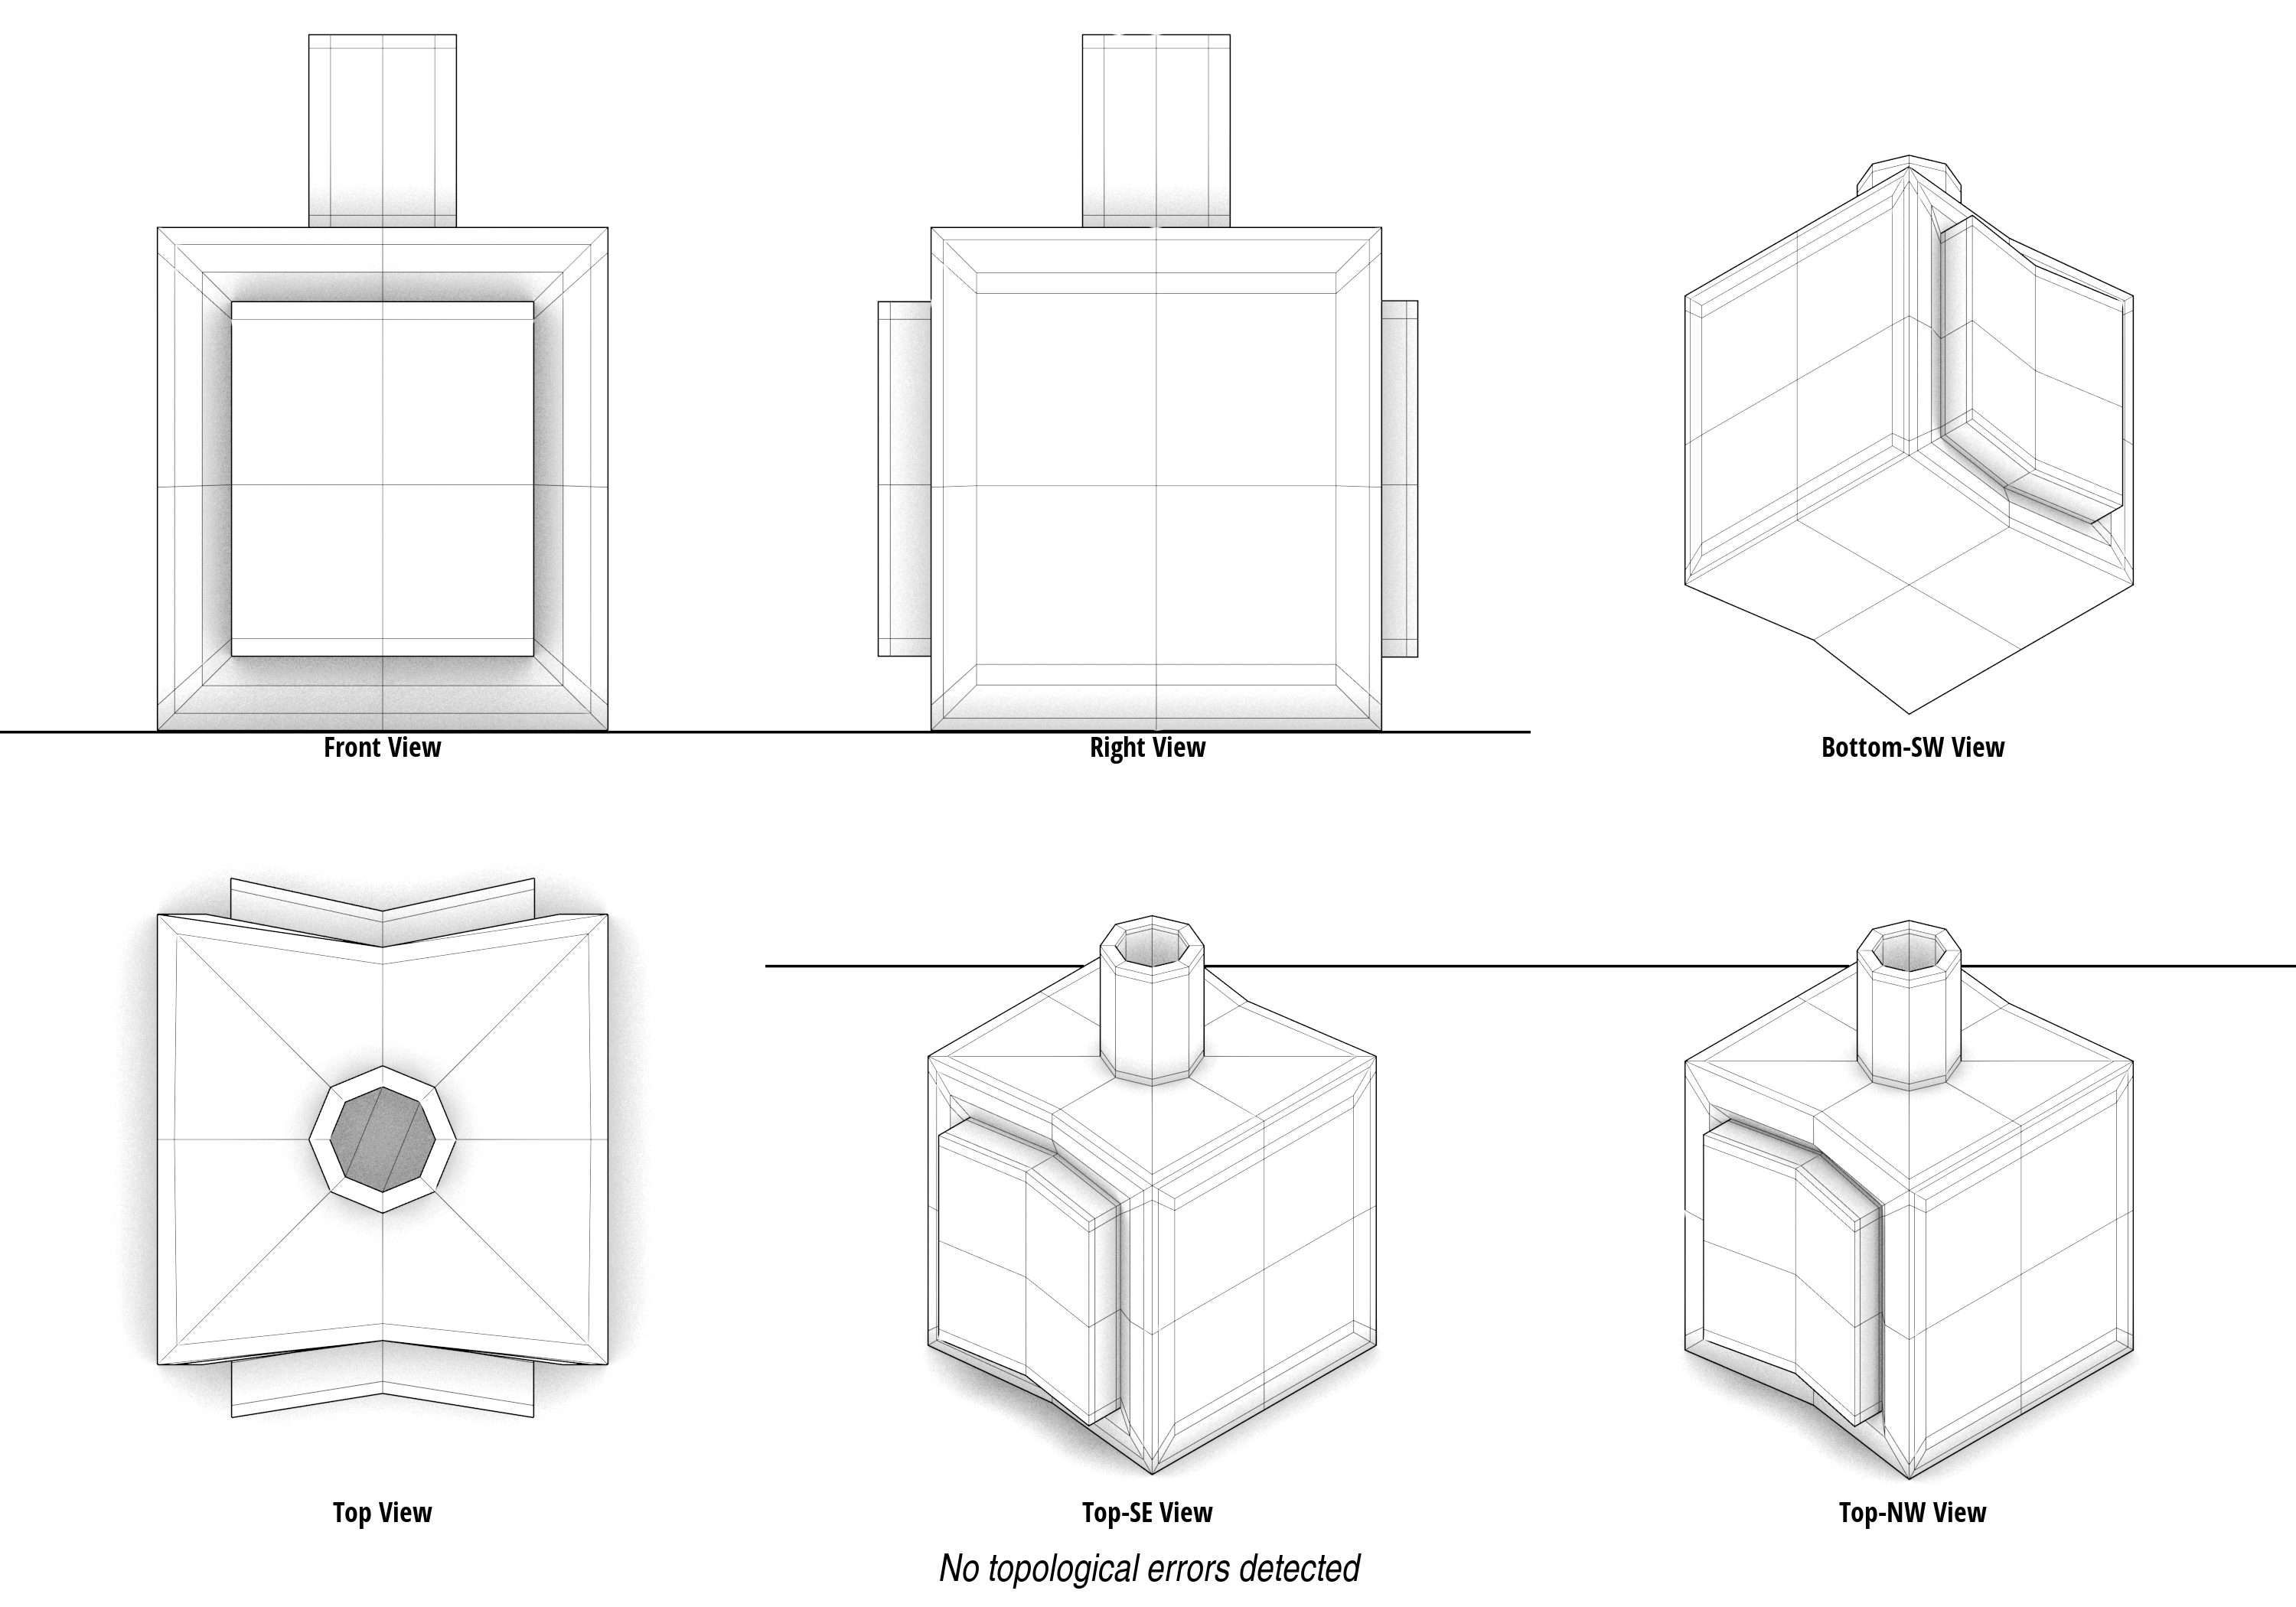 Front View
Right View
Bottom-SW View
Top View
Top-SE View
Top-NW View
No topological errors detected